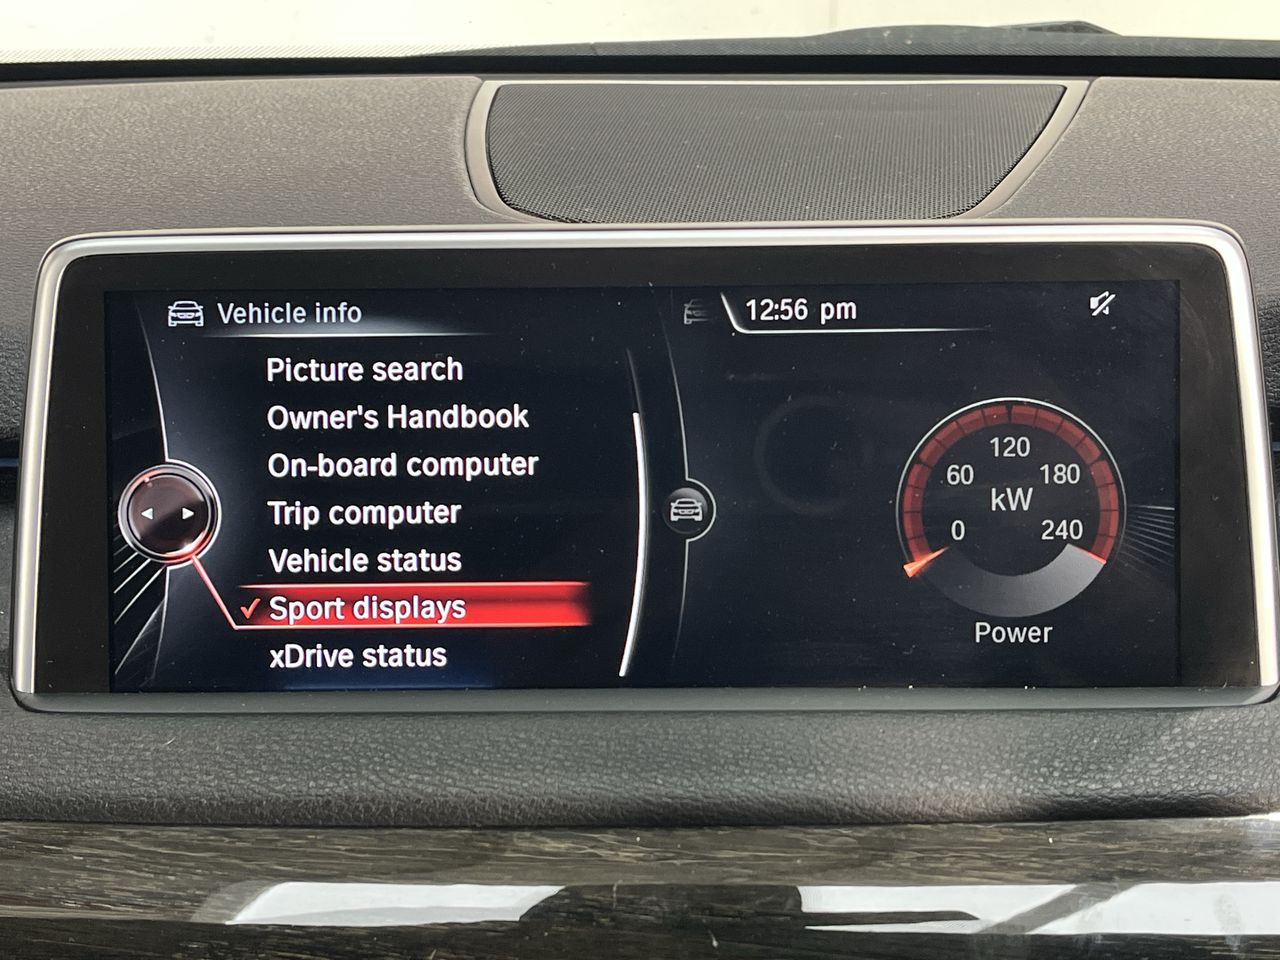 Vehicle info
Picture search
Owner's Handbook
On-board computer
Trip computer
Vehicle status
Sport displays
xDrive status
12:56 pm
120
60 180
kW
0 240
Power